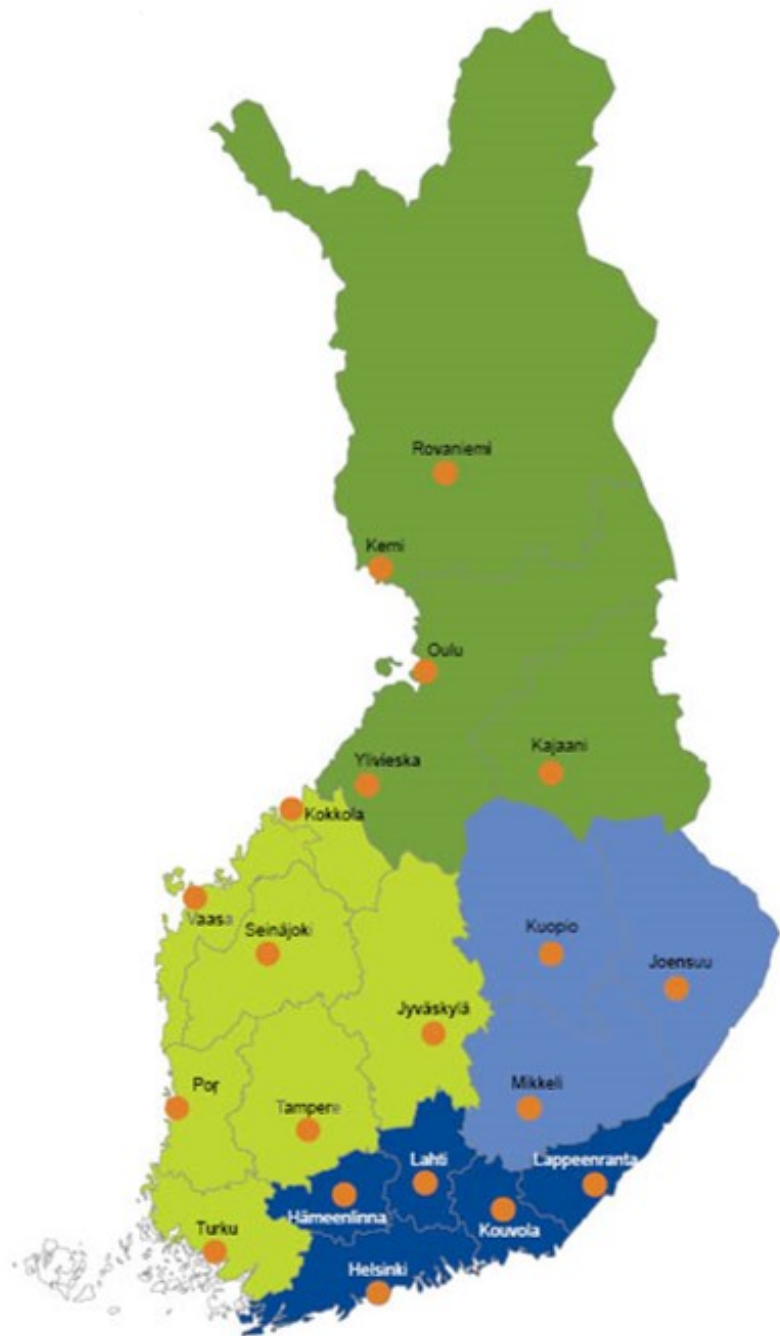 Rovaniemi
Kemi
Oulu
Kajaani
Ylivieska
Kokkola
Vaasa
Seinäjoki
Kuopio
Joensuu
Jyväskylä
Pori
Tampere
Mikkeli
Lahti
Lappeenranta
Hämeenlinna
Kouvola
Turku
Helsinki